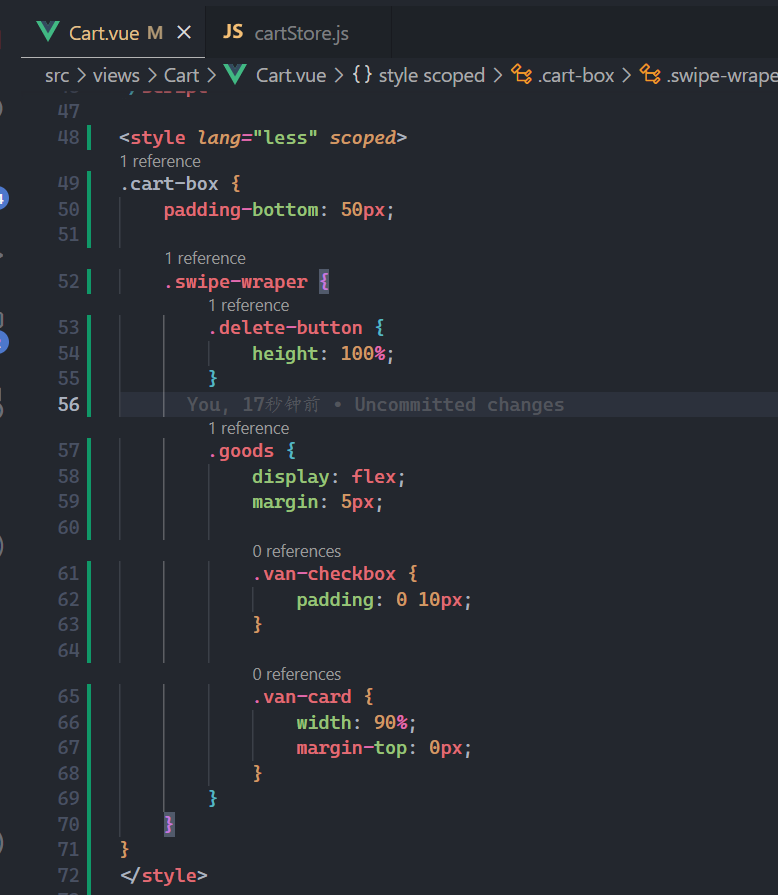 Cart.vue M ×
JS cartStore.js
src > views > Cart > Cart.vue > {} style scoped > .cart-box > .swipe-wrape
47
48 <style lang="less" scoped>
1 reference
49 .cart-box {
50 padding-bottom: 50px;
51
1 reference
52 .swipe-wraper {
1 reference
53 .delete-button {
54 height: 100%;
55 }
56 You, 17秒钟前 • Uncommitted changes
1 reference
57 .goods {
58 display: flex;
59 margin: 5px;
60
0 references
61 .van-checkbox {
62 padding: 0 10px;
63 }
64
0 references
65 .van-card {
66 width: 90%;
67 margin-top: 0px;
68 }
69 }
70 }
71 }
72 </style>